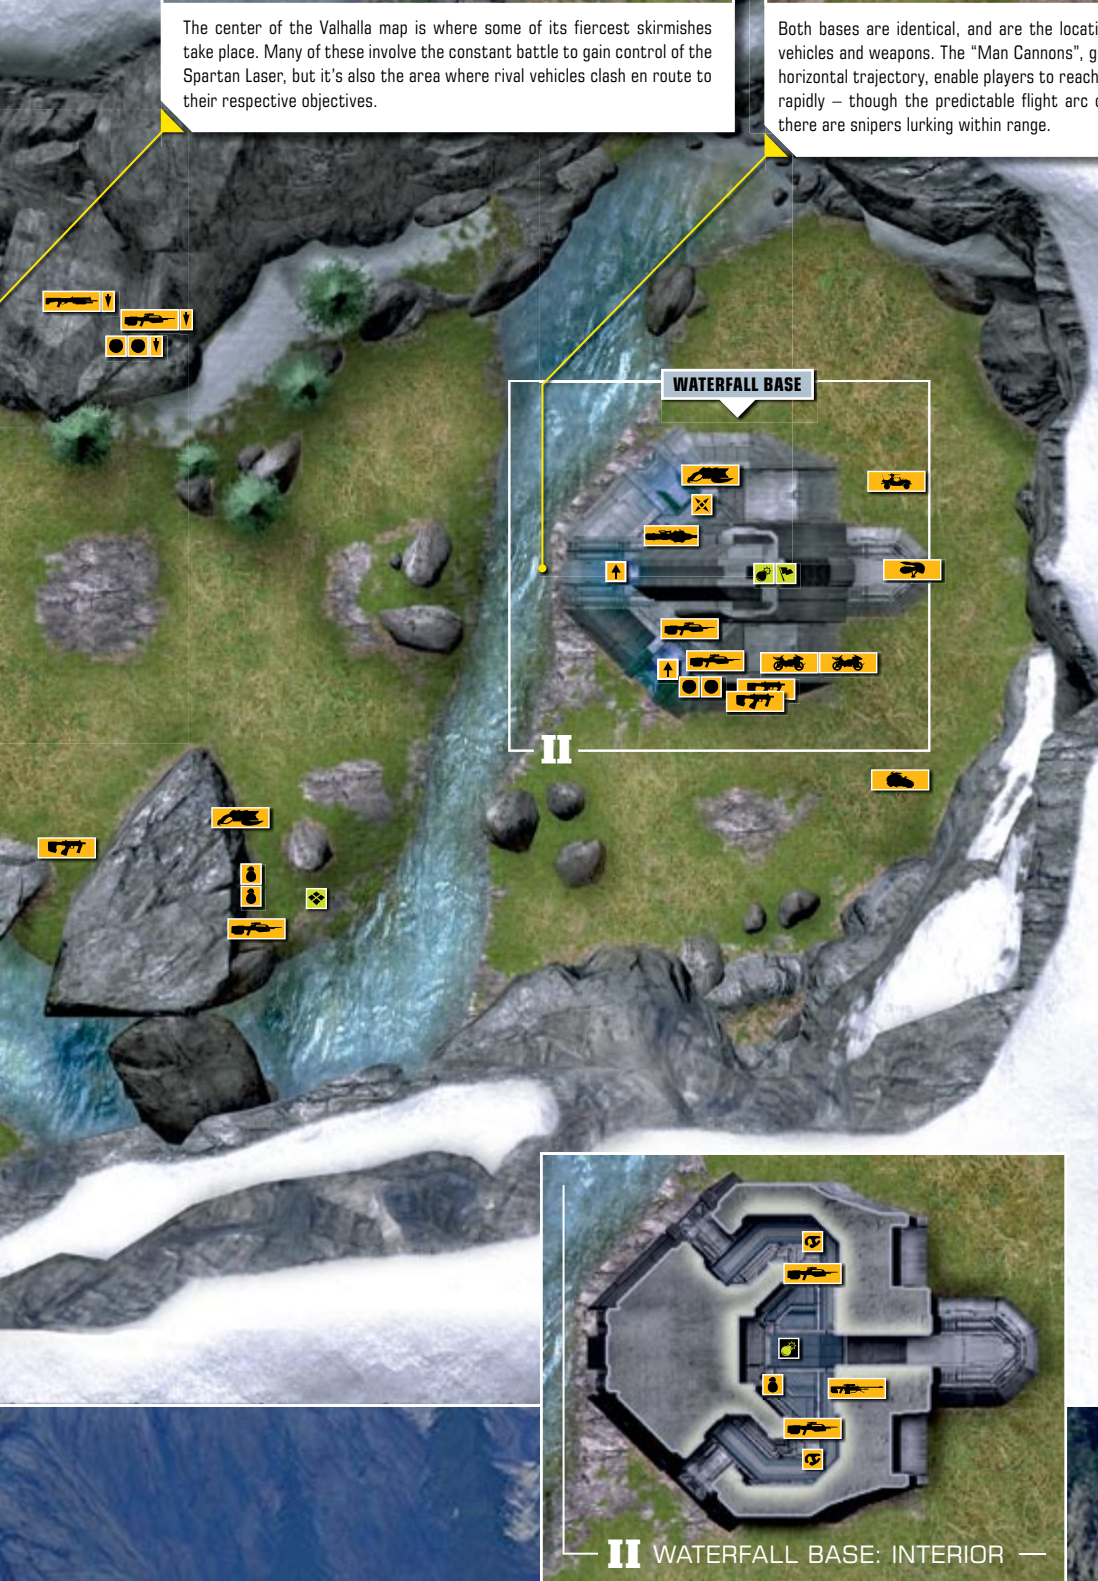 The center of the Valhalla map is where some of its fiercest skirmishes
take place. Many of these involve the constant battle to gain control of the
Spartan Laser, but it's also the area where rival vehicles clash en route to
their respective objectives.
Both bases are identical, and are the locati
vehicles and weapons. The “Man Cannons”, g
horizontal trajectory, enable players to reach
rapidly – though the predictable flight arc o
there are snipers lurking within range.
WATERFALL BASE
II
II WATERFALL BASE: INTERIOR